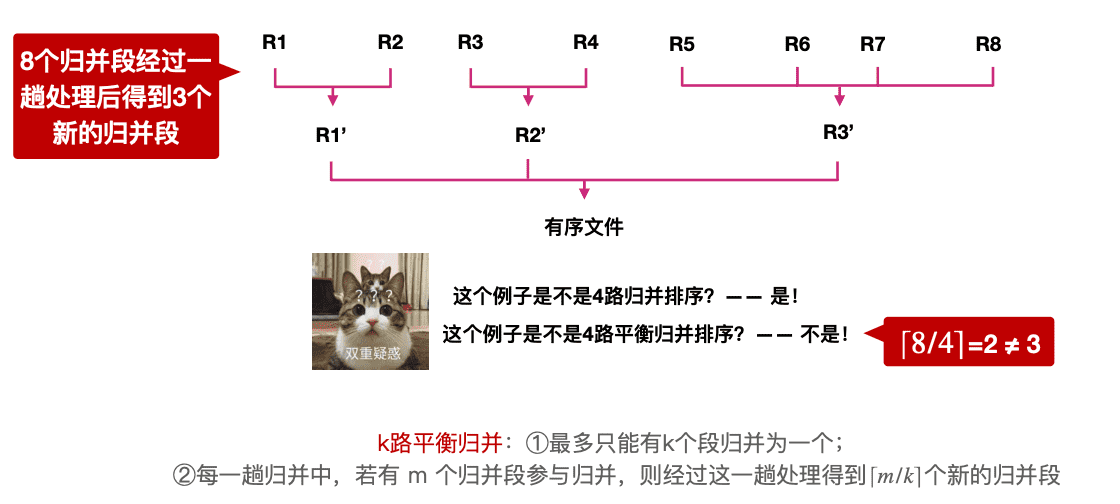 8个归并段经过一
趟处理后得到3个
新的归并段
R1 R2 R3 R4 R5 R6 R7 R8
R1’ R2’ R3’
有序文件
? ?
? ? ?
双重疑惑
这个例子是不是4路归并排序？—— 是！
这个例子是不是4路平衡归并排序？—— 不是！
⌈8/4⌉=2 ≠ 3
k路平衡归并：①最多只能有k个段归并为一个；
②每一趟归并中，若有 m 个归并段参与归并，则经过这一趟处理得到⌈m/k⌉个新的归并段